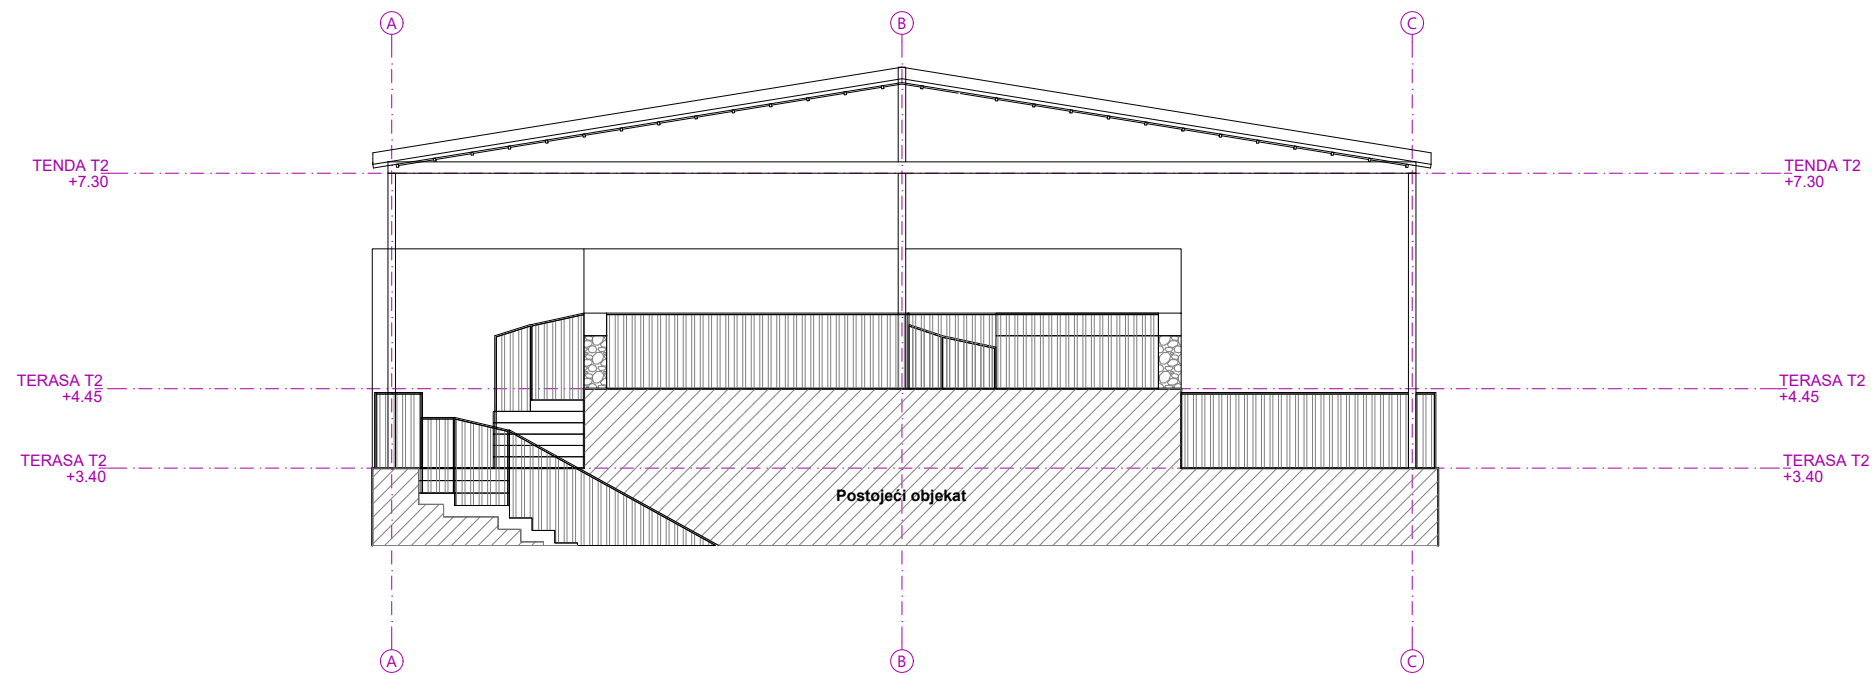 A B C
TENDA T2
+7.30
TENDA T2
+7.30
TERASA T2
+4.45
TERASA T2
+4.45
TERASA T2
+3.40
TERASA T2
+3.40
Postojeći objekat
A B C